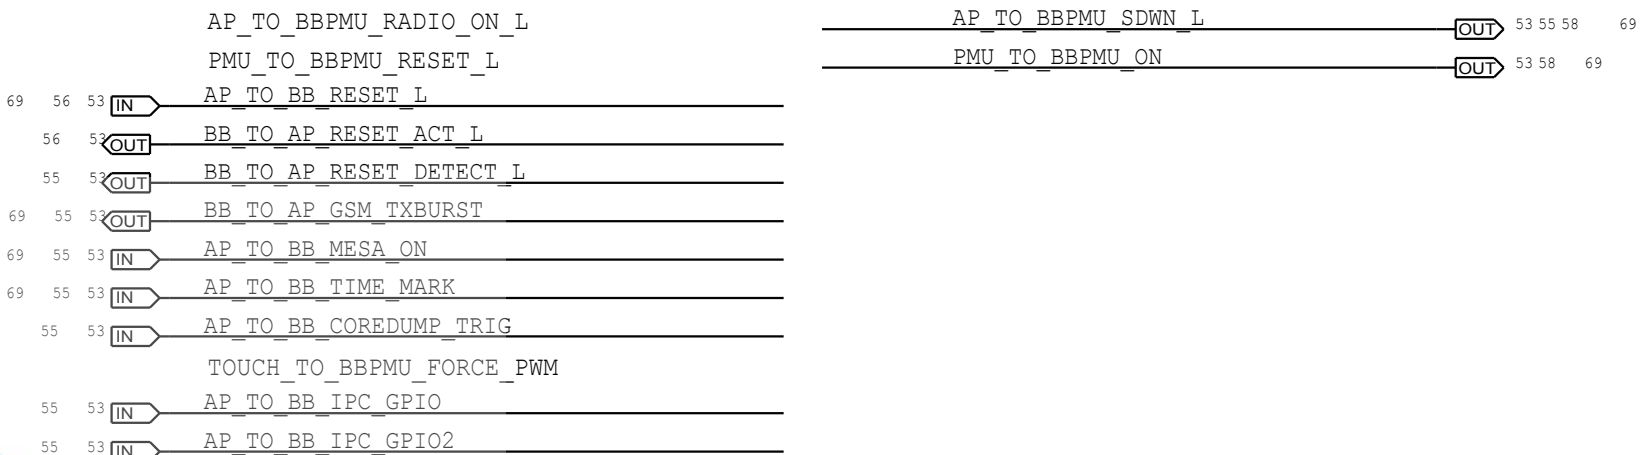 AP_TO_BBPMU_RADIO_ON_L
AP_TO_BBPMU_SDWN_L OUT 53 55 58 69
PMU_TO_BBPMU_RESET_L
PMU_TO_BBPMU_ON OUT 53 58 69
69 56 53 IN AP_TO_BB_RESET_L
56 53 OUT BB_TO_AP_RESET_ACT_L
55 53 OUT BB_TO_AP_RESET_DETECT_L
69 55 53 OUT BB_TO_AP_GSM_TXBURST
69 55 53 IN AP_TO_BB_MESA_ON
69 55 53 IN AP_TO_BB_TIME_MARK
55 53 IN AP_TO_BB_COREDUMP_TRIG
TOUCH_TO_BBPMU_FORCE_PWM
55 53 IN AP_TO_BB_IPC_GPIO
55 53 IN AP_TO_BB_IPC_GPIO2